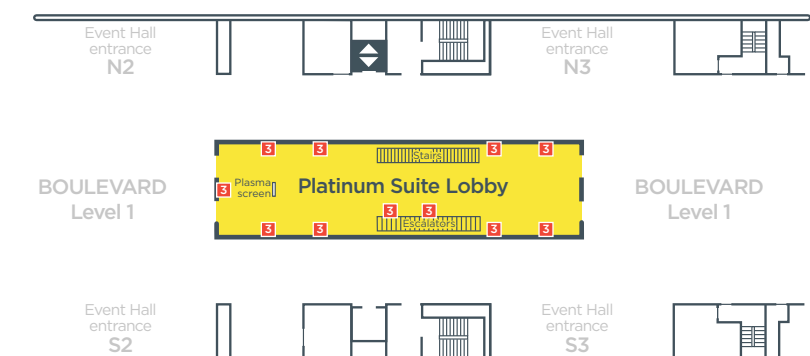 Event Hall
entrance
N2
Event Hall
entrance
N3
3
3
3
3
Stairs
BOULEVARD
Level 1
3
Plasma
screen
Platinum Suite Lobby
BOULEVARD
Level 1
3
3
Escalators
3
3
3
3
Event Hall
entrance
S2
Event Hall
entrance
S3